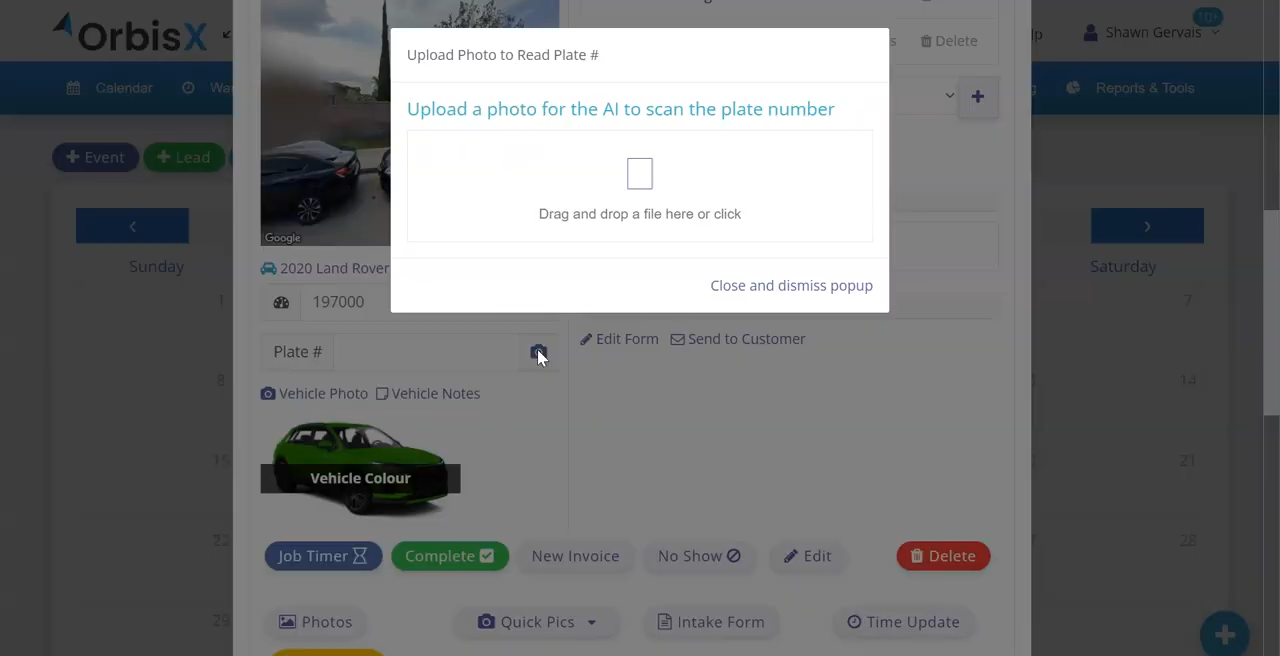 OrbisX
10+
Shawn Gervais
Calendar
Reports & Tools
Event
Lead
Delete
Upload Photo to Read Plate #
Upload a photo for the AI to scan the plate number
Drag and drop a file here or click
Close and dismiss popup
Google
2020 Land Rover
197000
Plate #
Edit Form Send to Customer
Vehicle Photo Vehicle Notes
Vehicle Colour
Sunday
Saturday
1
7
8
14
15
21
22
28
29
Job Timer
Complete
New Invoice
No Show
Edit
Delete
Photos
Quick Pics
Intake Form
Time Update